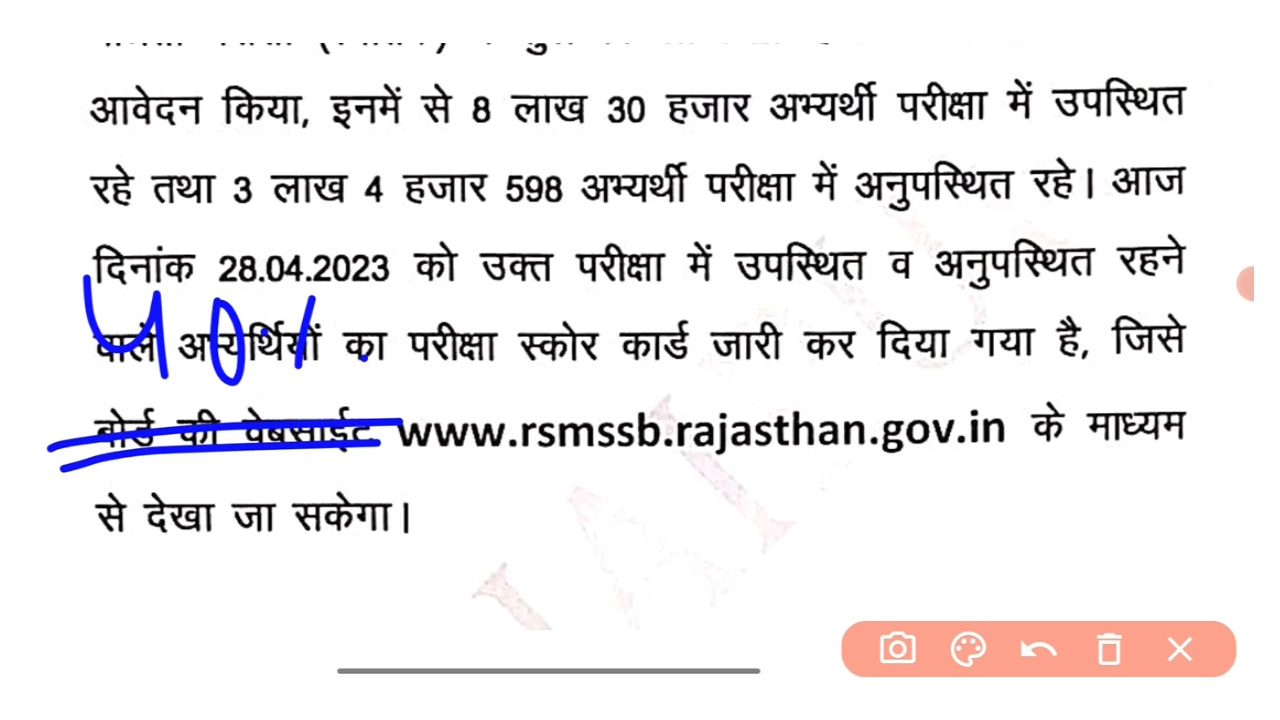 आवेदन किया, इनमें से 8 लाख 30 हजार अभ्यर्थी परीक्षा में उपस्थित
रहे तथा 3 लाख 4 हजार 598 अभ्यर्थी परीक्षा में अनुपस्थित रहे। आज
दिनांक 28.04.2023 को उक्त परीक्षा में उपस्थित व अनुपस्थित रहने
वाले अभ्यर्थियों का परीक्षा स्कोर कार्ड जारी कर दिया गया है, जिसे
बोर्ड की वेबसाईट www.rsmssb.rajasthan.gov.in के माध्यम
से देखा जा सकेगा।